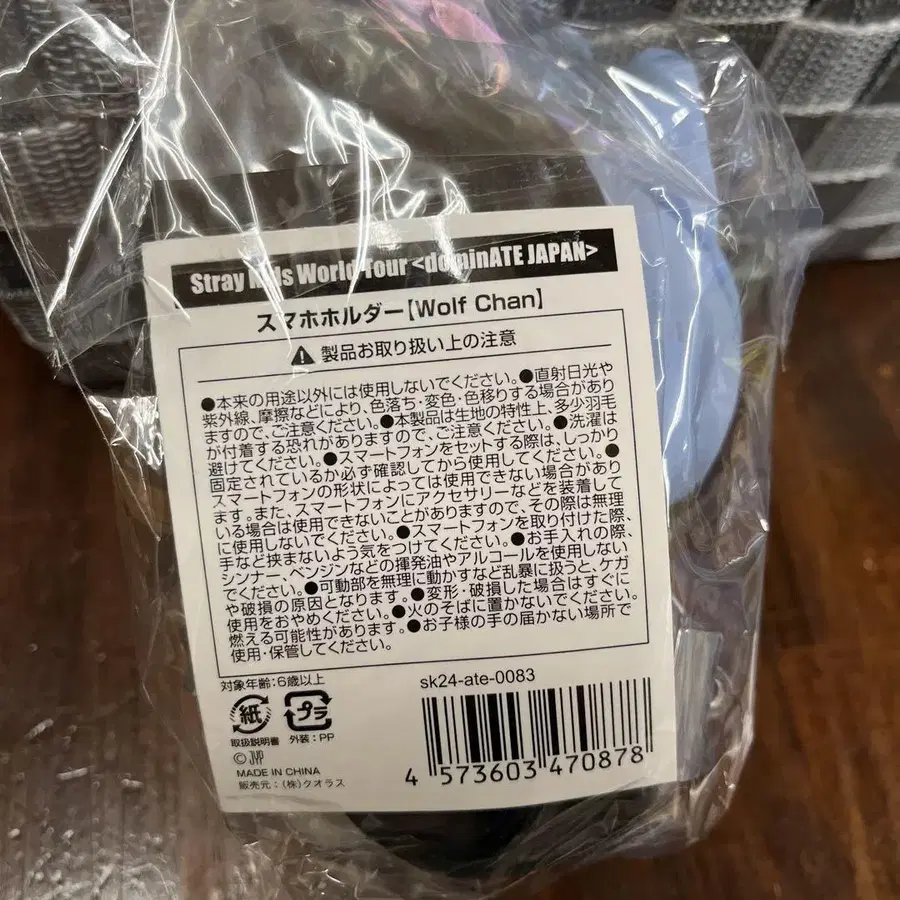 Stray Kids World Tour <dominATE JAPAN>
スマホホルダー【Wolf Chan】
製品お取り扱い上の注意
●本来の用途以外には使用しないでください。●直射日光や
紫外線、摩擦などにより、色落ち・変色・色移りする場合があり
ますので、ご注意ください。●本製品は生地の特性上、多少羽毛
が付着する恐れがありますので、ご注意ください。●洗濯は
避けてください。●スマートフォンをセットする際は、しっかり
固定されているか必ず確認してから使用してください。●
スマートフォンの形状によっては使用できない場合があり
ます。また、スマートフォンにアクセサリーなどを装着して
いる場合は使用できないことがありますので、その際は無理
に使用しないでください。●スマートフォンを取り付けた際、
手など挟まないよう気をつけてください。●お手入れの際、
シンナー、ベンジンなどの揮発油やアルコールを使用しない
でください。●可動部を無理に動かすなど乱暴に扱うと、ケガ
や破損の原因となります。●変形・破損した場合はすぐに
使用をおやめください。●火のそばに置かないでください。
燃える可能性があります。●お子様の手の届かない場所で
使用・保管してください。
対象年齢:6歳以上
sk24-ate-0083
紙
プラ
取扱説明書
外装:PP
© JYP
MADE IN CHINA
販売元:(株)クオラス
4 573603 470878